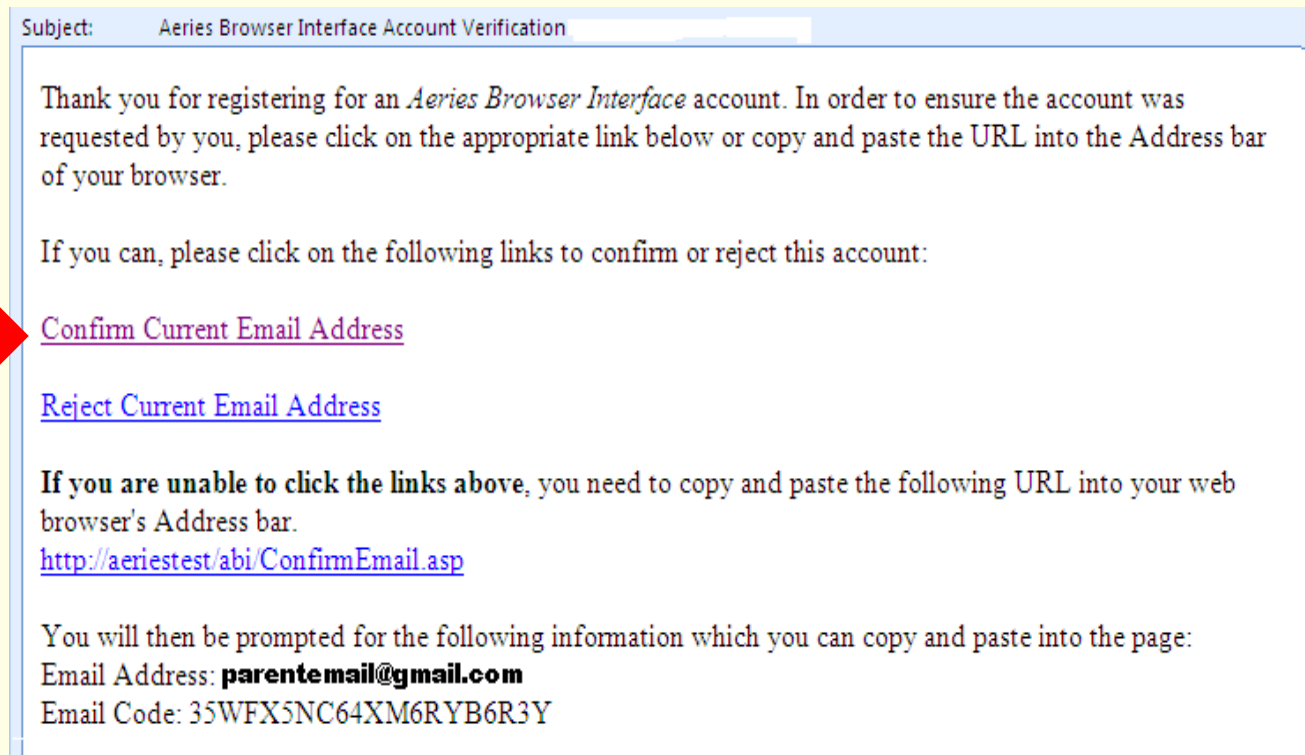 Subject: Aeries Browser Interface Account Verification
Thank you for registering for an Aeries Browser Interface account. In order to ensure the account was
requested by you, please click on the appropriate link below or copy and paste the URL into the Address bar
of your browser.
If you can, please click on the following links to confirm or reject this account:
Confirm Current Email Address
Reject Current Email Address
If you are unable to click the links above, you need to copy and paste the following URL into your web
browser's Address bar.
http://aeriestest/abi/ConfirmEmail.asp
You will then be prompted for the following information which you can copy and paste into the page:
Email Address: parentemail@gmail.com
Email Code: 35WFX5NC64XM6RYB6R3Y